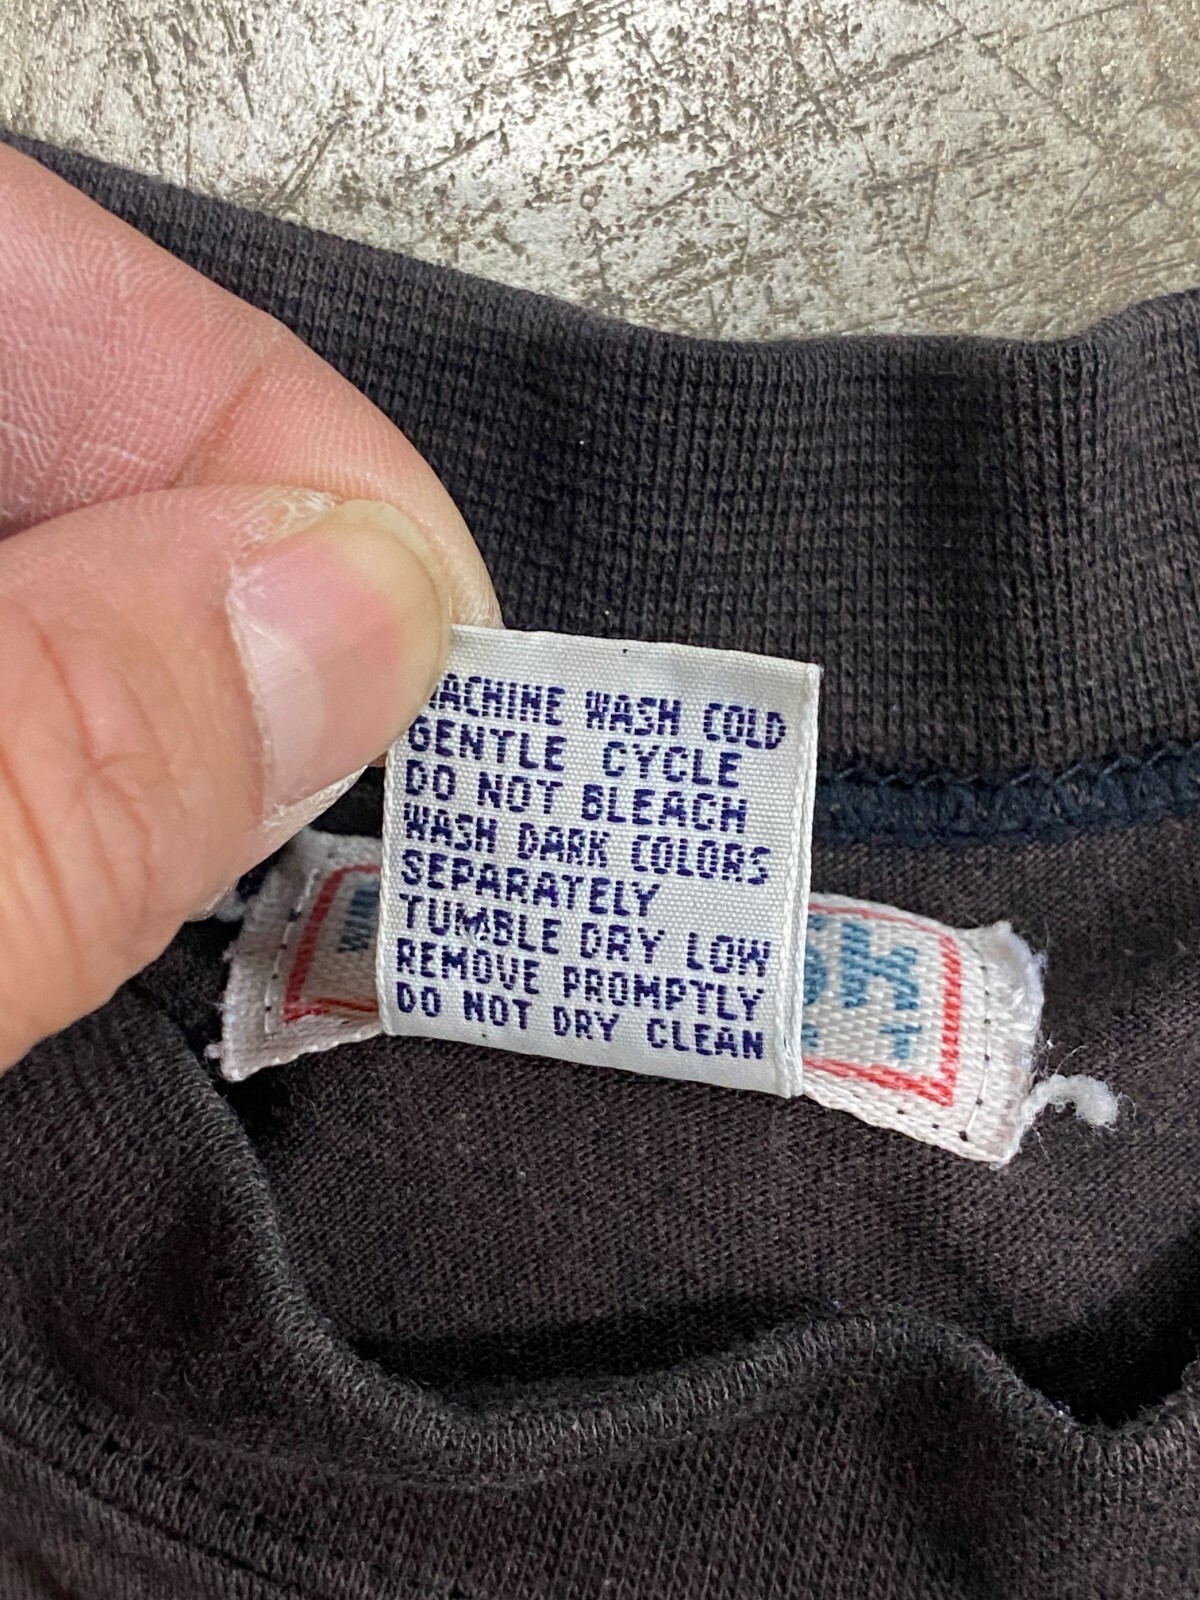 MACHINE WASH COLD
GENTLE CYCLE
DO NOT BLEACH
WASH DARK COLORS
SEPARATELY
TUMBLE DRY LOW
REMOVE PROMPTLY
DO NOT DRY CLEAN